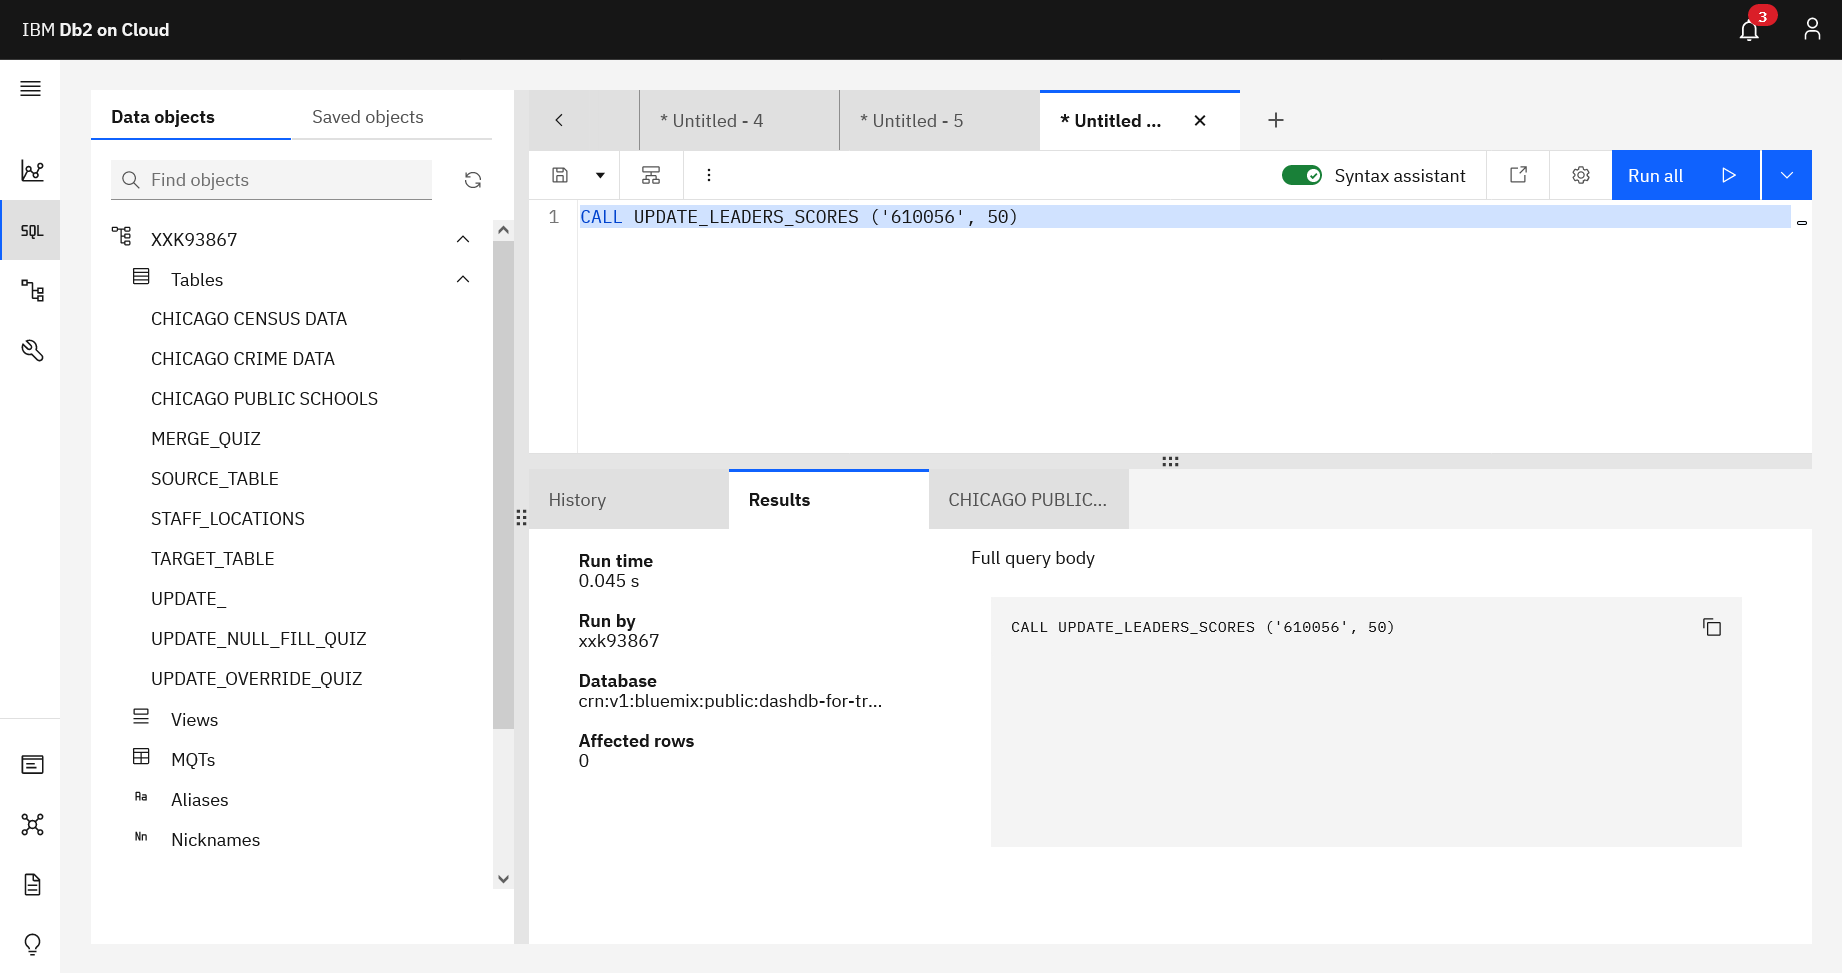 IBM Db2 on Cloud
3
Data objects
Saved objects
Find objects
SQL
XXK93867
Tables
CHICAGO CENSUS DATA
CHICAGO CRIME DATA
CHICAGO PUBLIC SCHOOLS
MERGE_QUIZ
SOURCE_TABLE
STAFF_LOCATIONS
TARGET_TABLE
UPDATE_
UPDATE_NULL_FILL_QUIZ
UPDATE_OVERRIDE_QUIZ
Views
MQTs
Aa Aliases
Nn Nicknames
* Untitled - 4
* Untitled - 5
* Untitled ...
Syntax assistant
Run all
1 CALL UPDATE_LEADERS_SCORES ('610056', 50)
History
Results
CHICAGO PUBLIC...
Run time
0.045 s
Run by
xxk93867
Database
crn:v1:bluemix:public:dashdb-for-tr...
Affected rows
0
Full query body
CALL UPDATE_LEADERS_SCORES ('610056', 50)